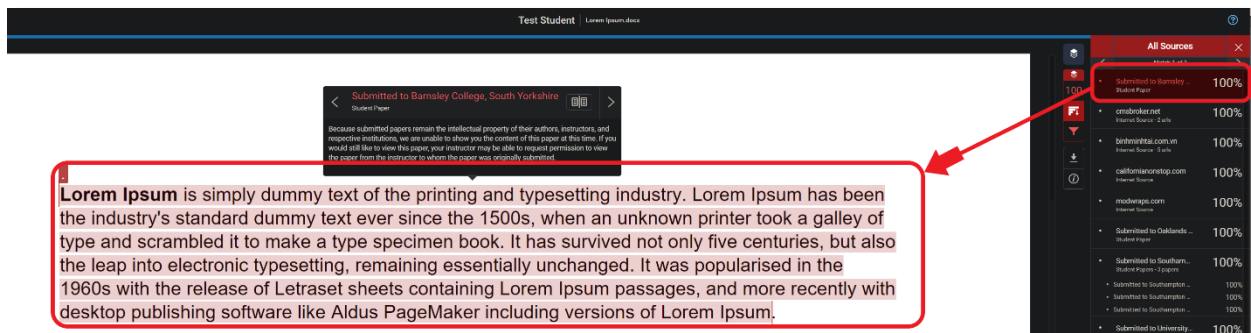 Test Student Lorem Ipsum.docx
All Sources
Match 1 of 1
100
Submitted to Barnsley College, South Yorkshire
Student Paper
Because submitted papers remain the intellectual property of their authors, instructors, and
respective institutions, we are unable to show you the content of this paper at this time. If you
would still like to view this paper, your instructor may be able to request permission to view
the paper from the instructor to whom the paper was originally submitted.
Lorem Ipsum is simply dummy text of the printing and typesetting industry. Lorem Ipsum has been
the industry's standard dummy text ever since the 1500s, when an unknown printer took a galley of
type and scrambled it to make a type specimen book. It has survived not only five centuries, but also
the leap into electronic typesetting, remaining essentially unchanged. It was popularised in the
1960s with the release of Letraset sheets containing Lorem Ipsum passages, and more recently with
desktop publishing software like Aldus PageMaker including versions of Lorem Ipsum.
Submitted to Barnsley ... 100%
Student Paper
cmsbroker.net 100%
Internet Source - 2 urls
binhminhtai.com.vn 100%
Internet Source - 5 urls
californianonstop.com 100%
Internet Source
modwraps.com 100%
Internet Source
Submitted to Oaklands ... 100%
Student Paper
Submitted to Southam... 100%
Student Papers - 3 papers
Submitted to Southampton ... 100%
Submitted to Southampton ... 100%
Submitted to Southampton ... 100%
Submitted to University... 100%